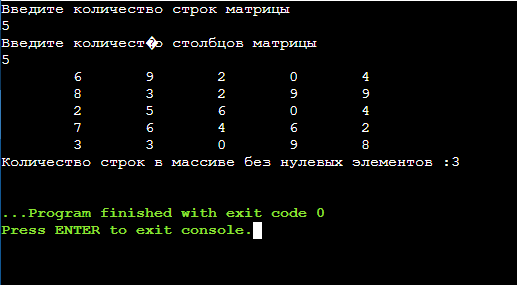 Введите количество строк матрицы
5
Введите количест�о столбцов матрицы
5
6 9 2 0 4
8 3 2 9 9
2 5 6 0 4
7 6 4 6 2
3 3 0 9 8
Количество строк в массиве без нулевых элементов :3
...Program finished with exit code 0
Press ENTER to exit console.